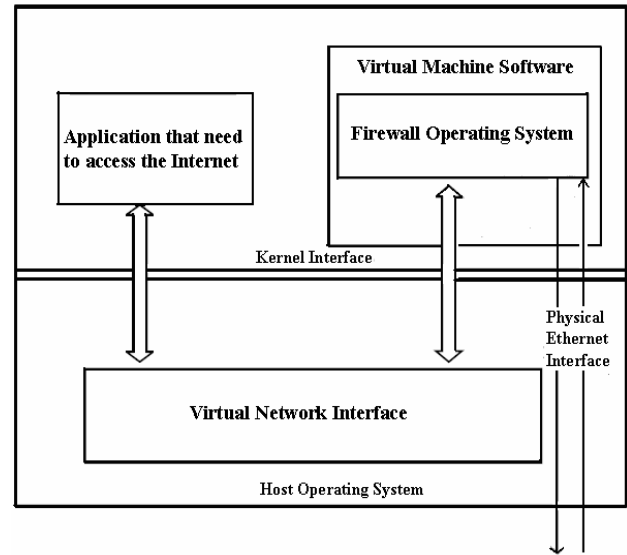 Virtual Machine Software
Application that need
to access the Internet
Firewall Operating System
Kernel Interface
Physical
Ethernet
Interface
Virtual Network Interface
Host Operating System